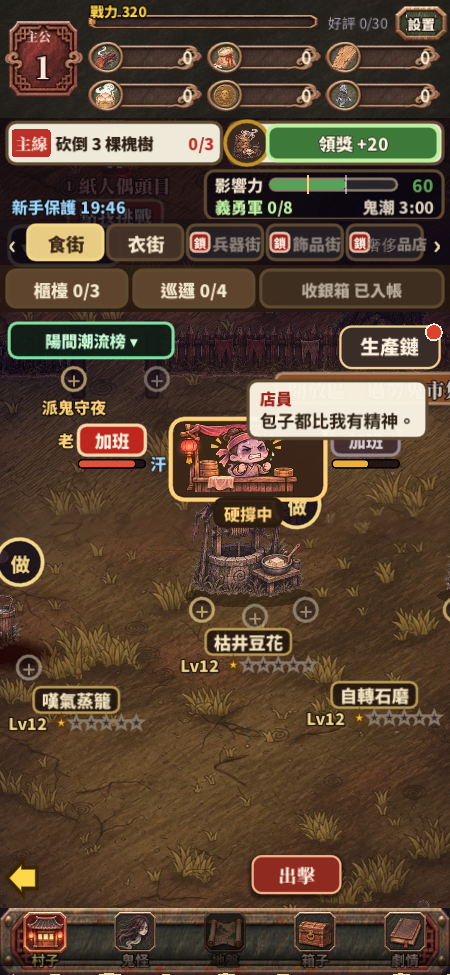 戰力 320
好評 0/30
設置
主公
1
0
0
0
0
0
0
主線 砍倒 3 棵槐樹 0/3
領獎 +20
紙人偶頭目
影響力 60
新手保護 19:46
義勇軍 0/8 鬼潮 3:00
‹ 食街 衣街 鎖 兵器街 鎖 飾品街 鎖 奢侈品店 ›
櫃檯 0/3 巡邏 0/4 收銀箱 已入帳
陽間潮流榜 ▾
生產鏈
派鬼守夜
店員
包子都比我有精神。
老 加班
加班
汗
硬撐中
做
做
枯井豆花
Lv12
嘆氣蒸籠
Lv12
自轉石磨
Lv12
出擊
村子 鬼怪 地盤 箱子 劇情